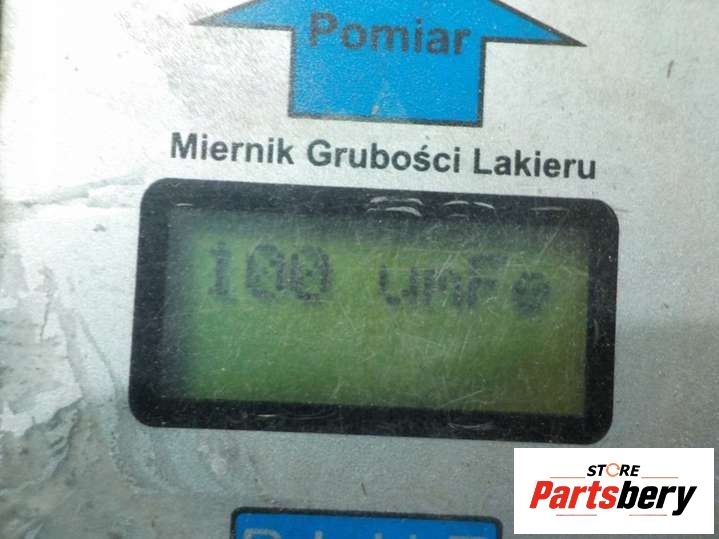 Pomiar
Miernik Grubości Lakieru
100 umFe
STORE
Partsbery